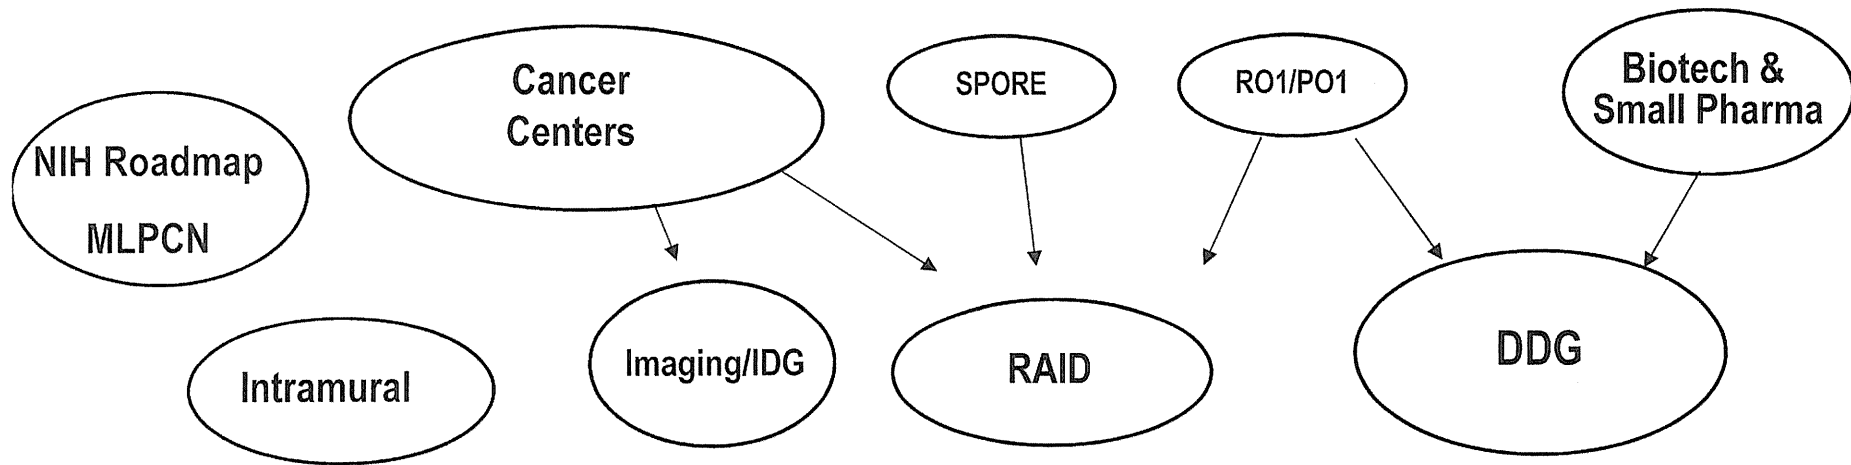 NIH Roadmap
MLPCN
Cancer
Centers
SPORE
RO1/PO1
Biotech &
Small Pharma
Intramural
Imaging/IDG
RAID
DDG